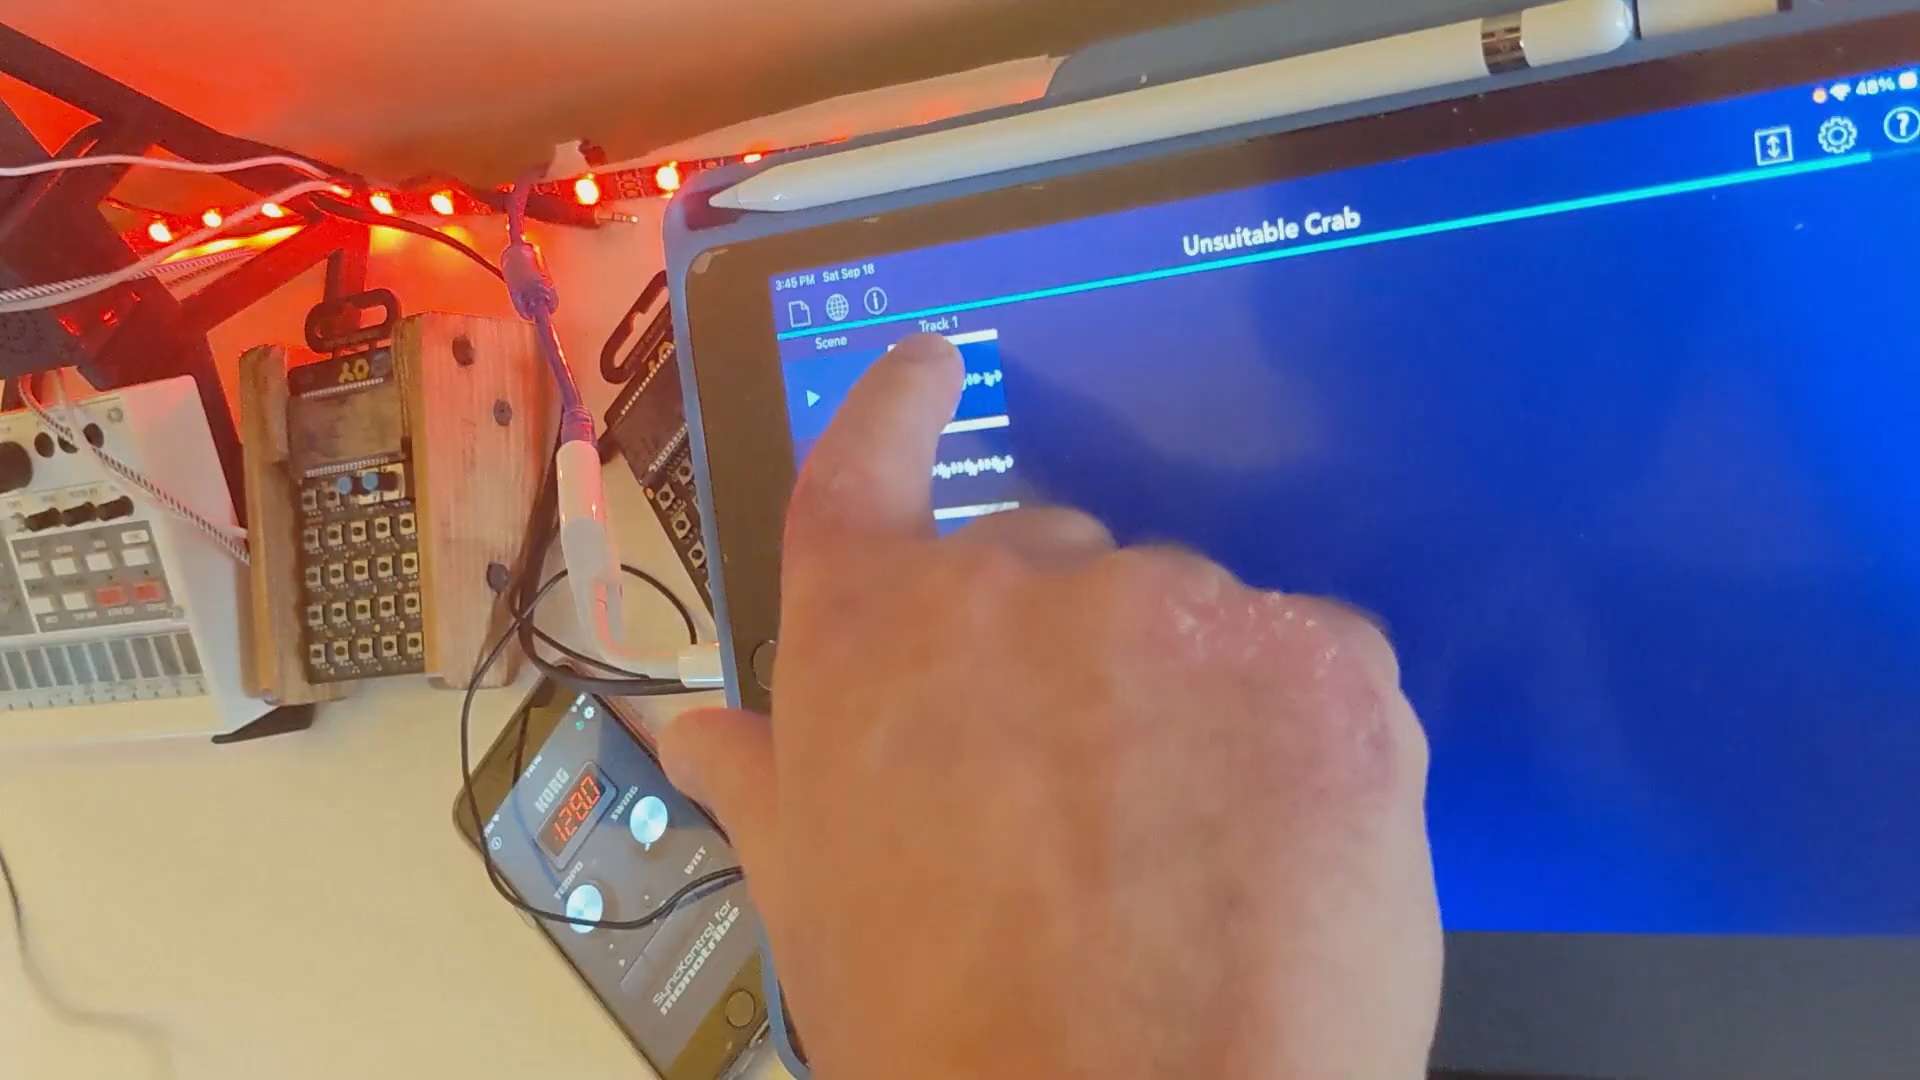 48%
Unsuitable Crab
3:45 PM Sat Sep 18
Track 1
Scene
KORG
128.0
SWING
TEMPO
WIST
SyncKontrol for
monotribe